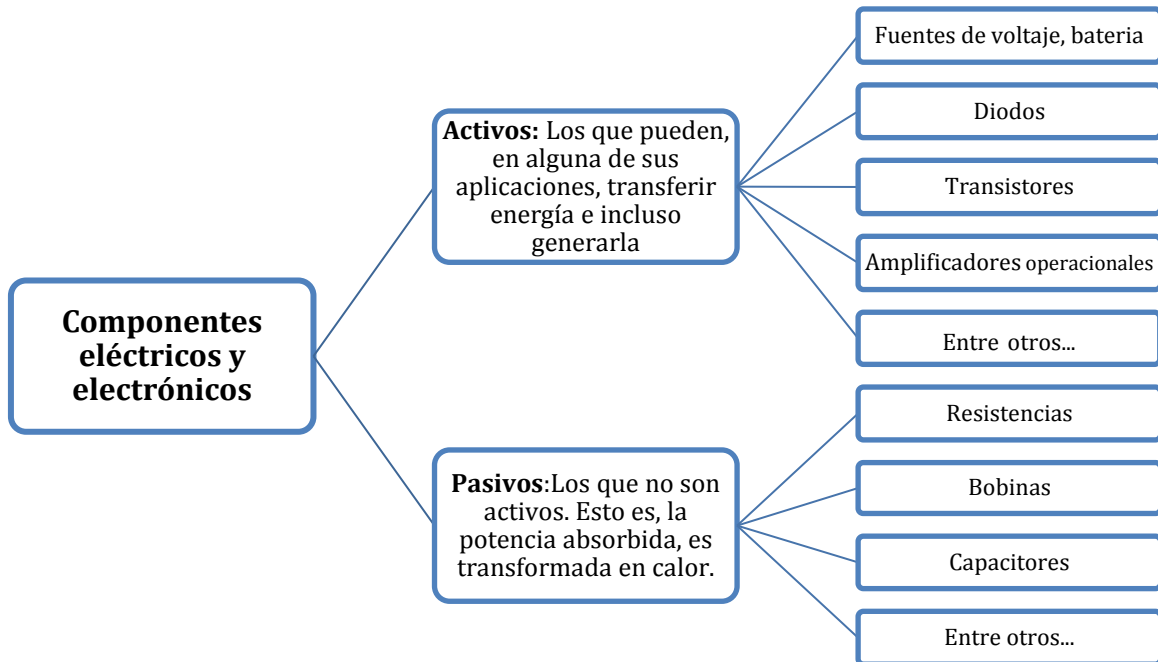 Componentes
eléctricos y
electrónicos
Activos: Los que pueden,
en alguna de sus
aplicaciones, transferir
energía e incluso
generarla
Fuentes de voltaje, bateria
Diodos
Transistores
Amplificadores operacionales
Entre otros...
Pasivos:Los que no son
activos. Esto es, la
potencia absorbida, es
transformada en calor.
Resistencias
Bobinas
Capacitores
Entre otros...